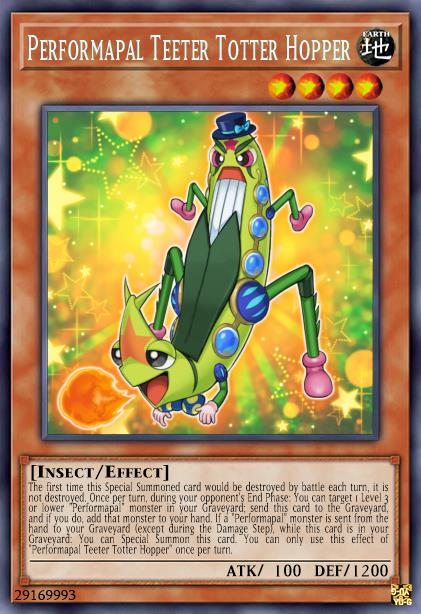 PERFORMAPAL TEETER TOTTER HOPPER
EARTH
地
[INSECT/EFFECT]
The first time this Special Summoned card would be destroyed by battle each turn, it is
not destroyed. Once per turn, during your opponent's End Phase: You can target 1 Level 3
or lower "Performapal" monster in your Graveyard; send this card to the Graveyard,
and if you do, add that monster to your hand. If a "Performapal" monster is sent from
the hand to your Graveyard (except during the Damage Step), while this card is in your
Graveyard: You can Special Summon this card. You can only use this effect of
"Performapal Teeter Totter Hopper" once per turn.
ATK/ 100 DEF/1200
29169993